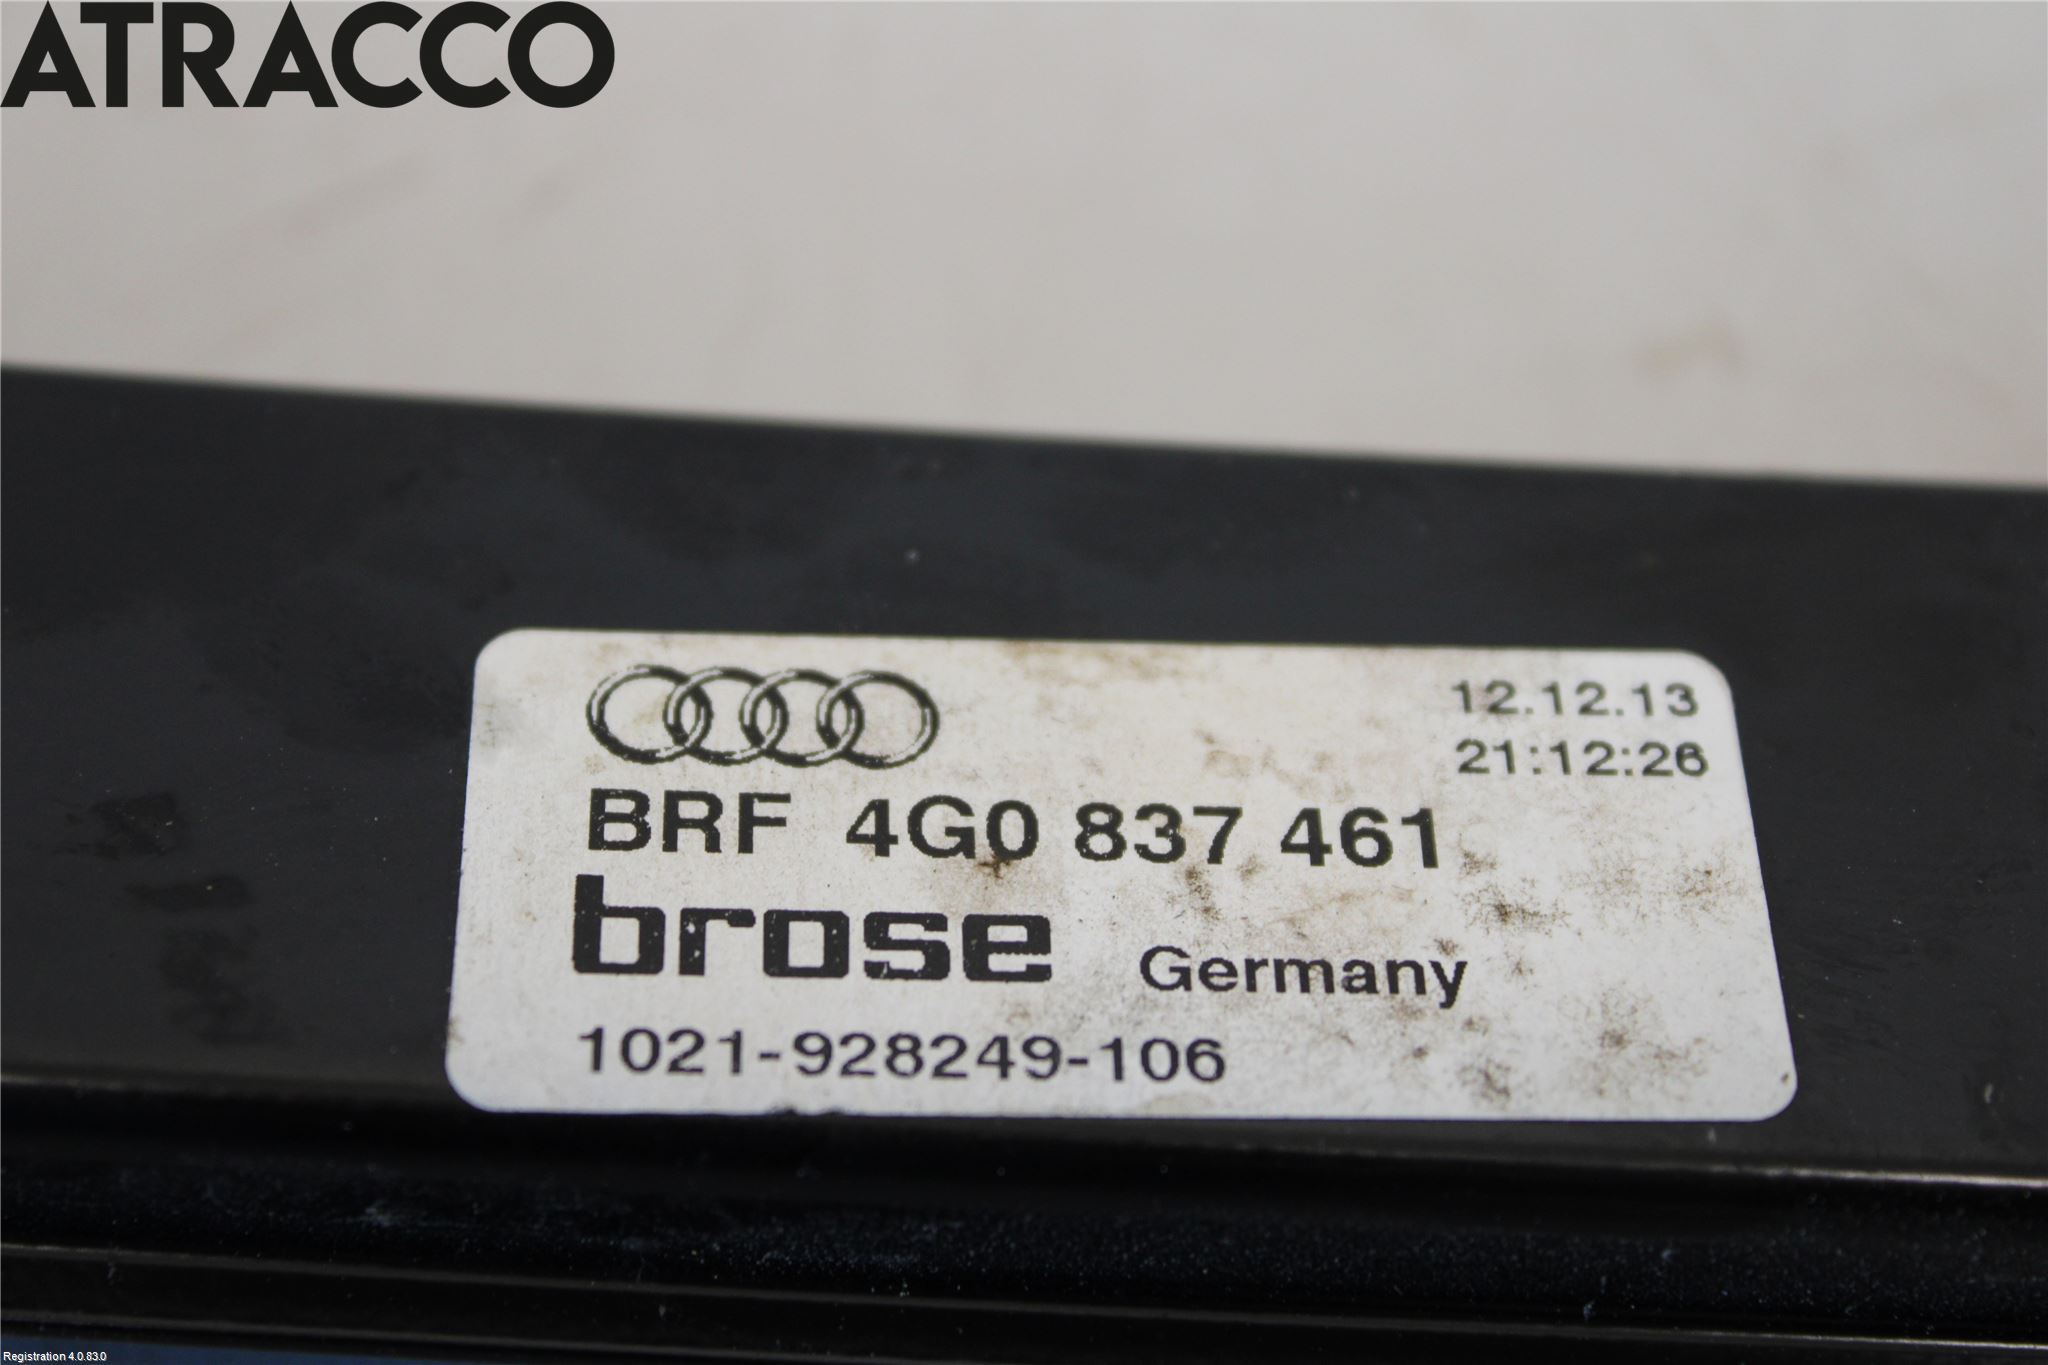 ATRACCO
12.12.13
21:12:26
BRF 4G0 837 461
brose Germany
1021-928249-106
Registration 4.0.83.0